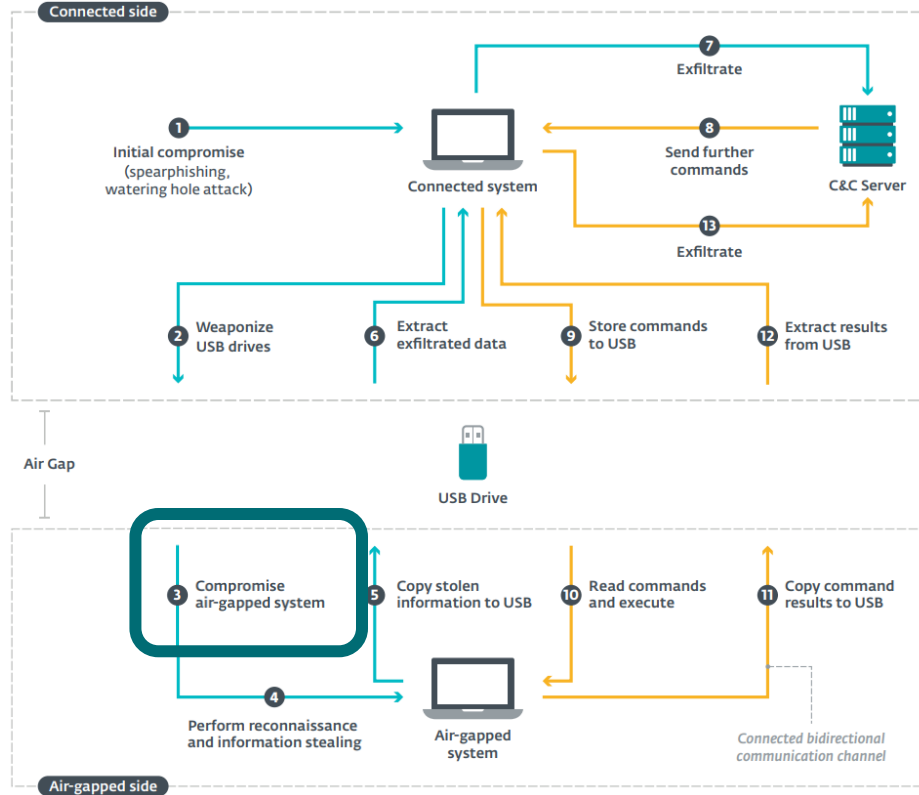 Connected side
7
Exfiltrate
1
Initial compromise
(spearphishing,
watering hole attack)
Connected system
8
Send further
commands
C&C Server
13
Exfiltrate
2
Weaponize
USB drives
6
Extract
exfiltrated data
9
Store commands
to USB
12
Extract results
from USB
Air Gap
USB Drive
3
Compromise
air-gapped system
5
Copy stolen
information to USB
10
Read commands
and execute
11
Copy command
results to USB
4
Perform reconnaissance
and information stealing
Air-gapped
system
Connected bidirectional
communication channel
Air-gapped side